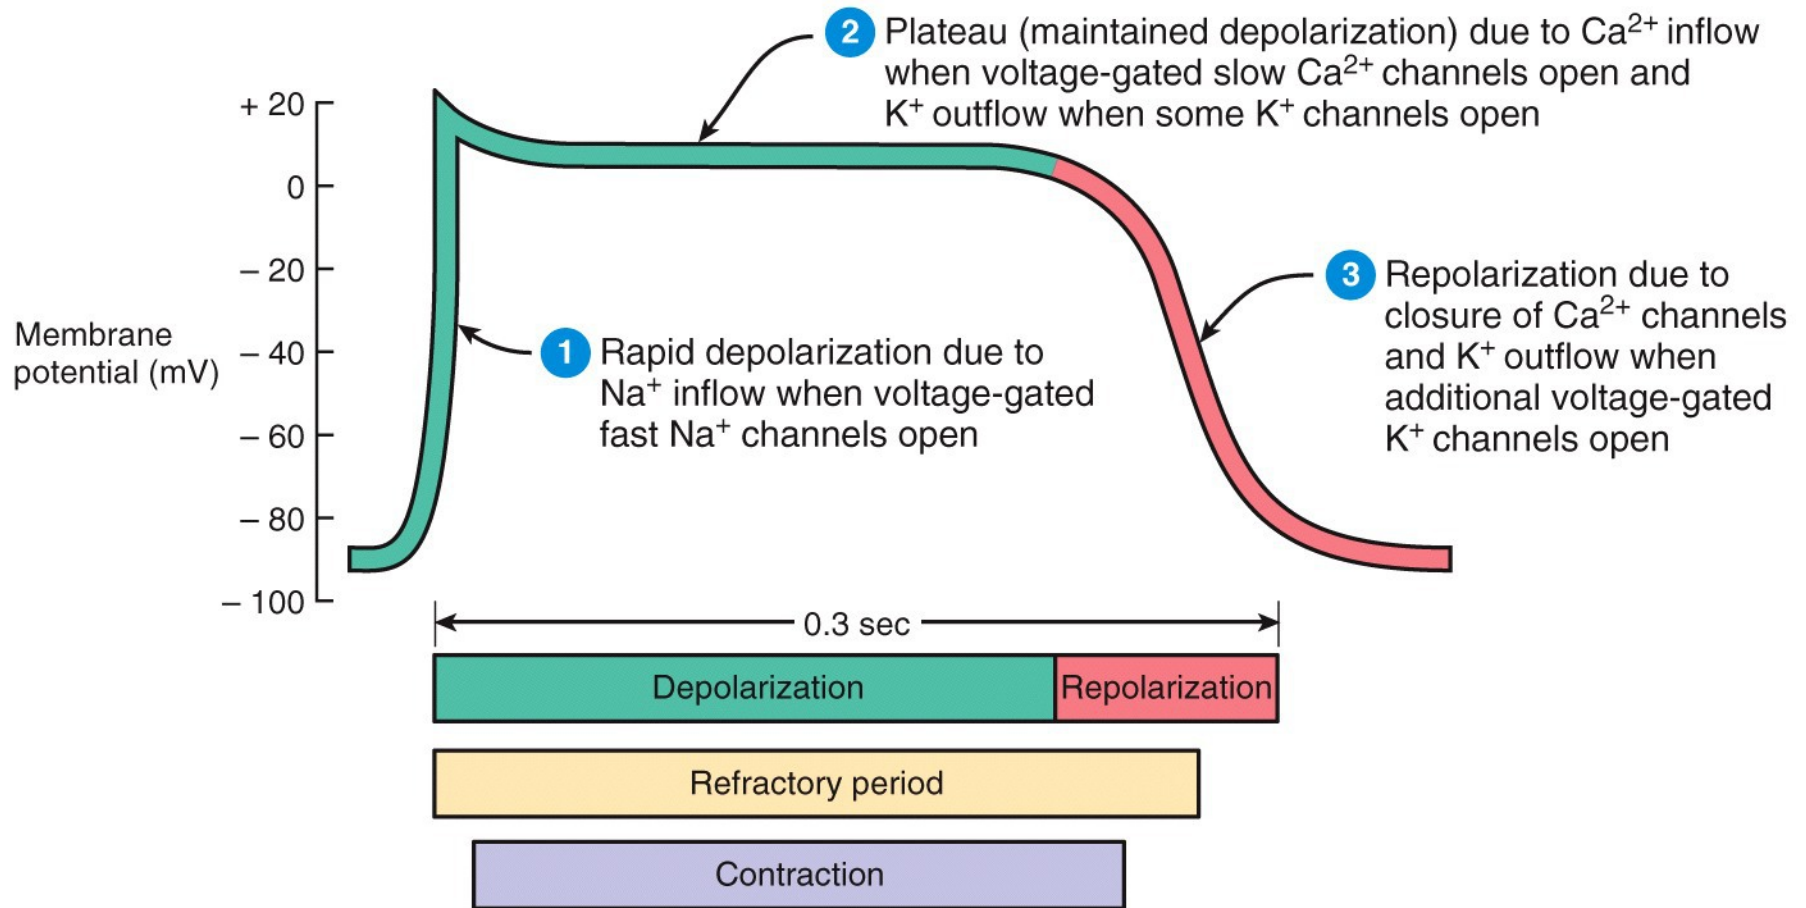 2 Plateau (maintained depolarization) due to Ca²⁺ inflow
when voltage-gated slow Ca²⁺ channels open and
K⁺ outflow when some K⁺ channels open
+ 20
0
– 20
– 40
– 60
– 80
– 100
Membrane
potential (mV)
1 Rapid depolarization due to
Na⁺ inflow when voltage-gated
fast Na⁺ channels open
3 Repolarization due to
closure of Ca²⁺ channels
and K⁺ outflow when
additional voltage-gated
K⁺ channels open
0.3 sec
Depolarization
Repolarization
Refractory period
Contraction